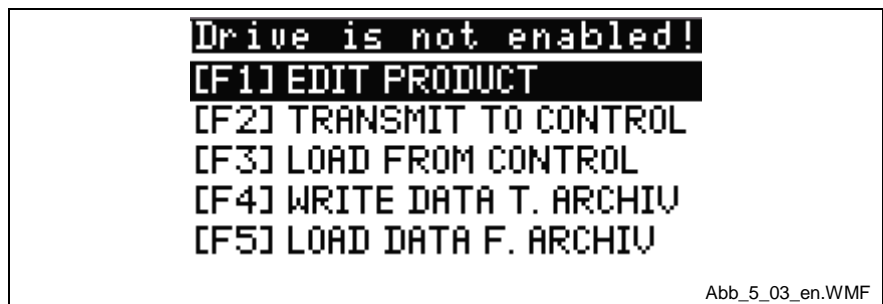 Drive is not enabled!
[F1] EDIT PRODUCT
[F2] TRANSMIT TO CONTROL
[F3] LOAD FROM CONTROL
[F4] WRITE DATA T. ARCHIV
[F5] LOAD DATA F. ARCHIV
Abb_5_03_en.WMF